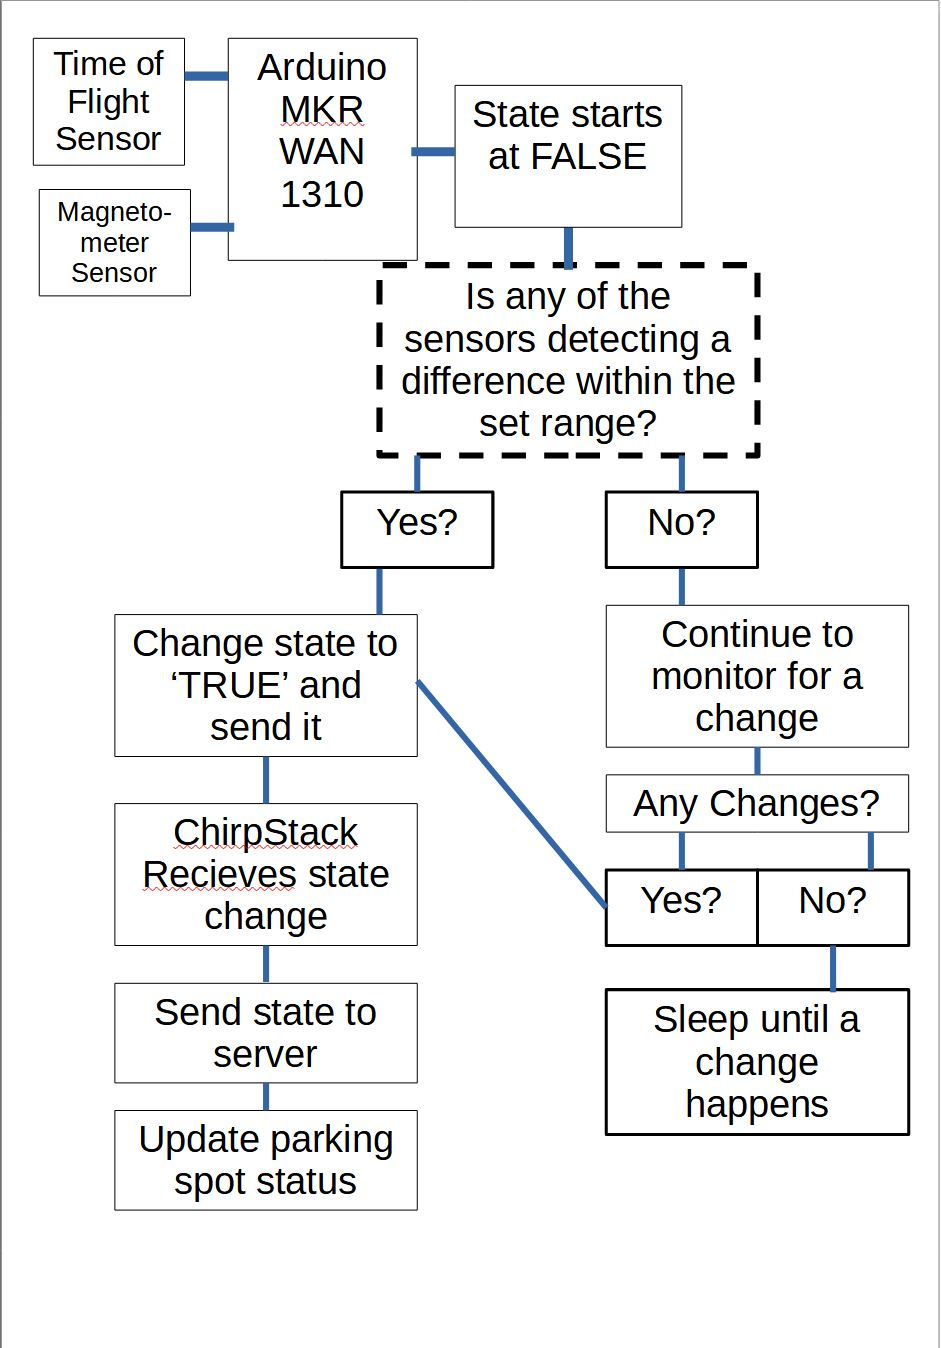 Time of
Flight
Sensor
Arduino
MKR
WAN
1310
State starts
at FALSE
Magneto-
meter
Sensor
Is any of the
sensors detecting a
difference within the
set range?
Yes?
No?
Change state to
‘TRUE’ and
send it
Continue to
monitor for a
change
Any Changes?
ChirpStack
Recieves state
change
Yes?
No?
Send state to
server
Sleep until a
change
happens
Update parking
spot status